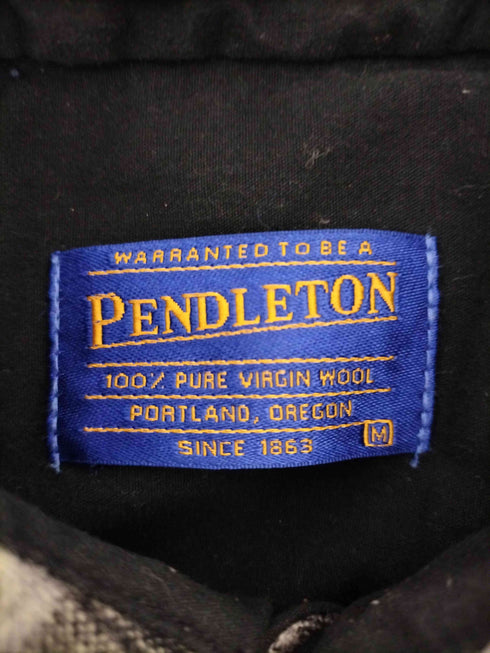 WARRANTED TO BE A
PENDLETON
100% PURE VIRGIN WOOL
PORTLAND, OREGON
SINCE 1863 M